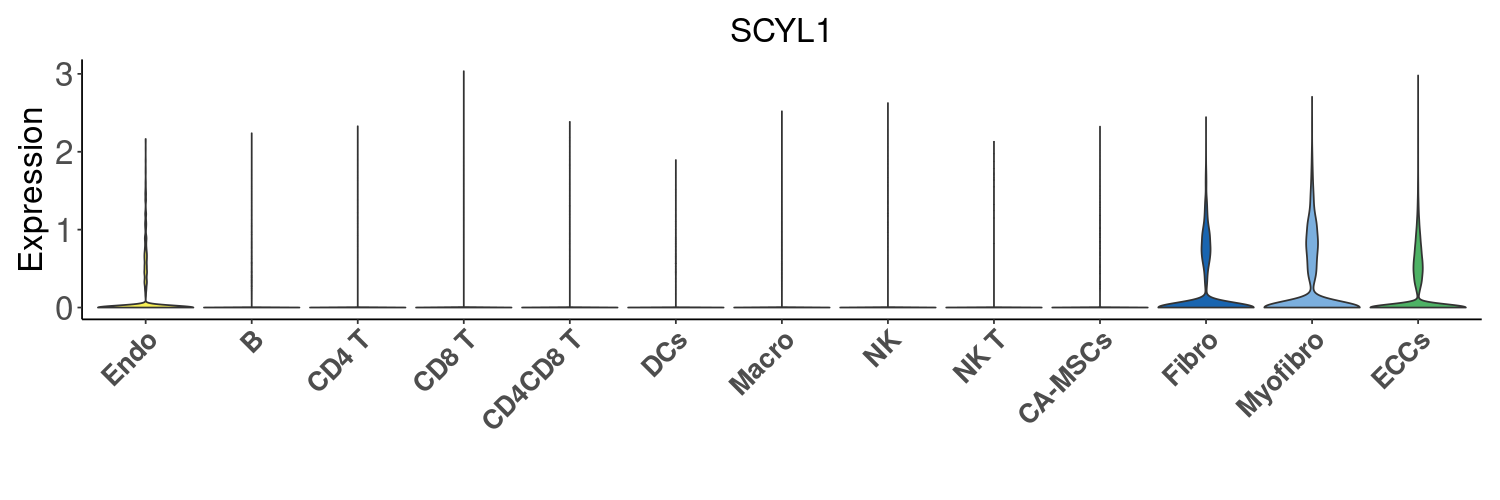 SCYL1
Expression
3
2
1
0
Endo
B
CD4 T
CD8 T
CD4CD8 T
DCs
Macro
NK
NK T
CA-MSCs
Fibro
Myofibro
ECCs